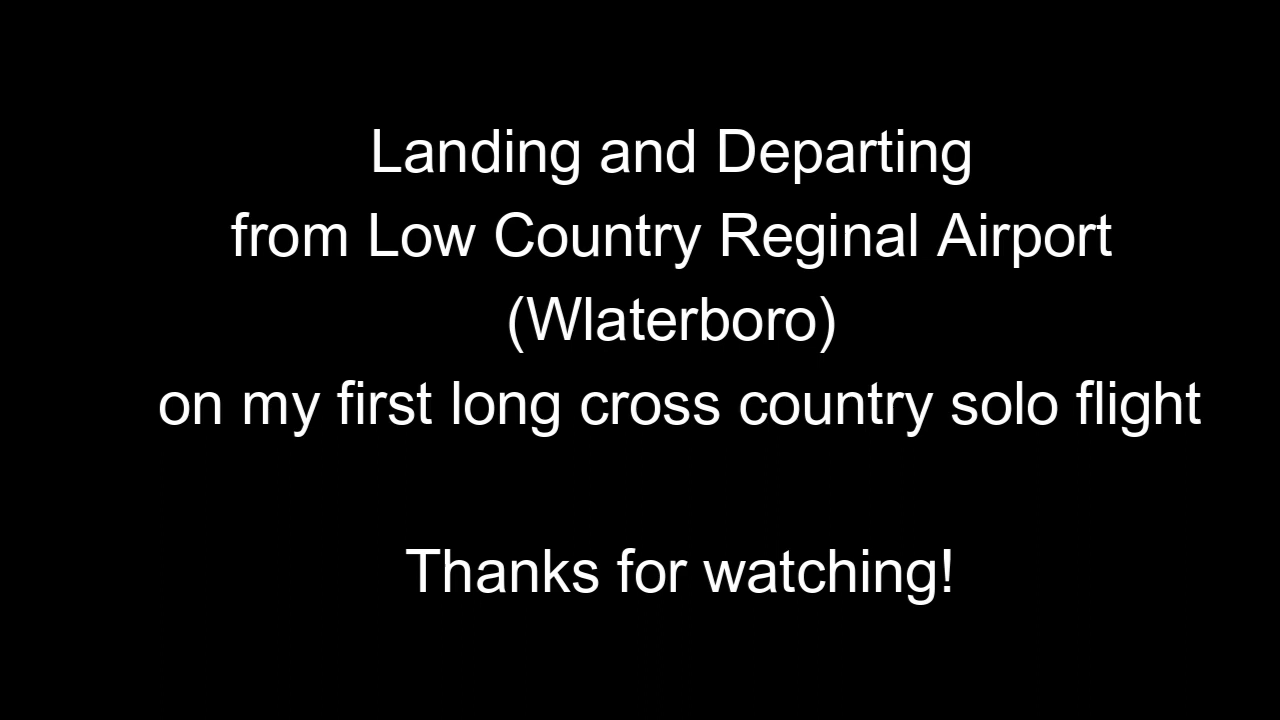 Landing and Departing
from Low Country Reginal Airport
(Wlaterboro)
on my first long cross country solo flight
Thanks for watching!